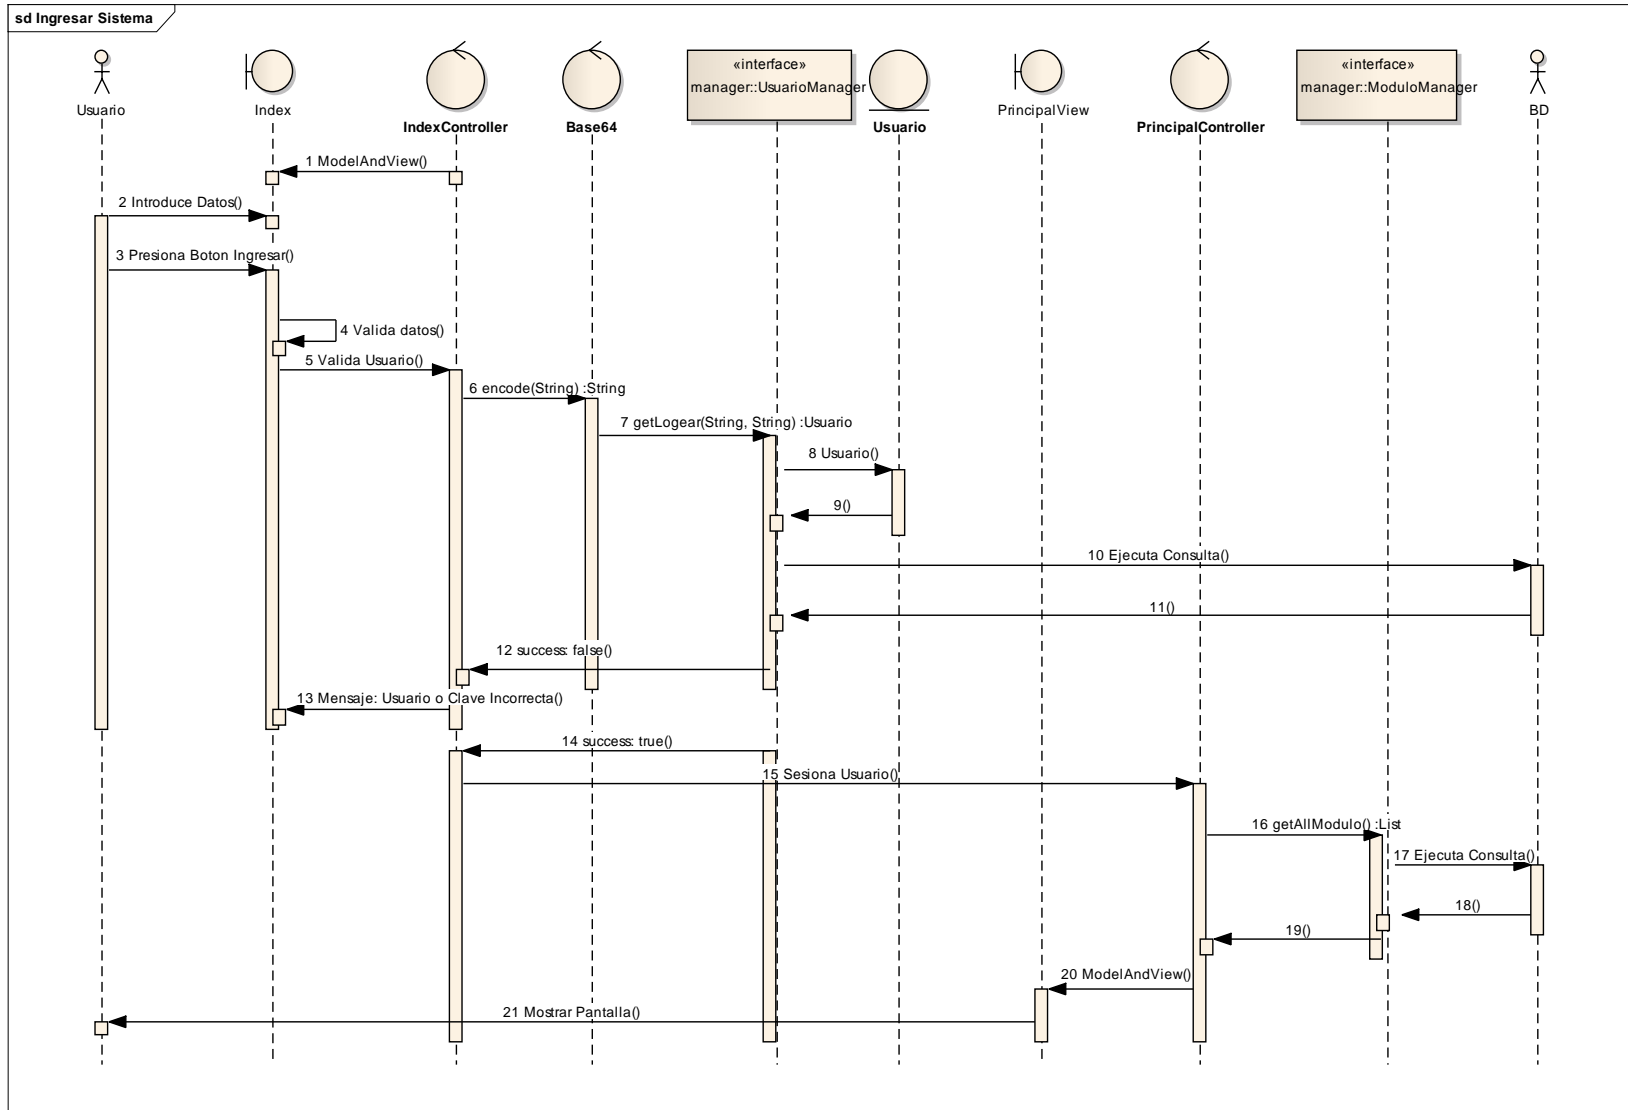 sd Ingresar Sistema
Usuario
Index
IndexController
Base64
«interface»
manager::UsuarioManager
Usuario
PrincipalView
PrincipalController
«interface»
manager::ModuloManager
BD
1 ModelAndView()
2 Introduce Datos()
3 Presiona Boton Ingresar()
4 Valida datos()
5 Valida Usuario()
6 encode(String) :String
7 getLogear(String, String) :Usuario
8 Usuario()
9()
10 Ejecuta Consulta()
11()
12 success: false()
13 Mensaje: Usuario o Clave Incorrecta()
14 success: true()
15 Sesiona Usuario()
16 getAllModulo() :List
17 Ejecuta Consulta()
18()
19()
20 ModelAndView()
21 Mostrar Pantalla()